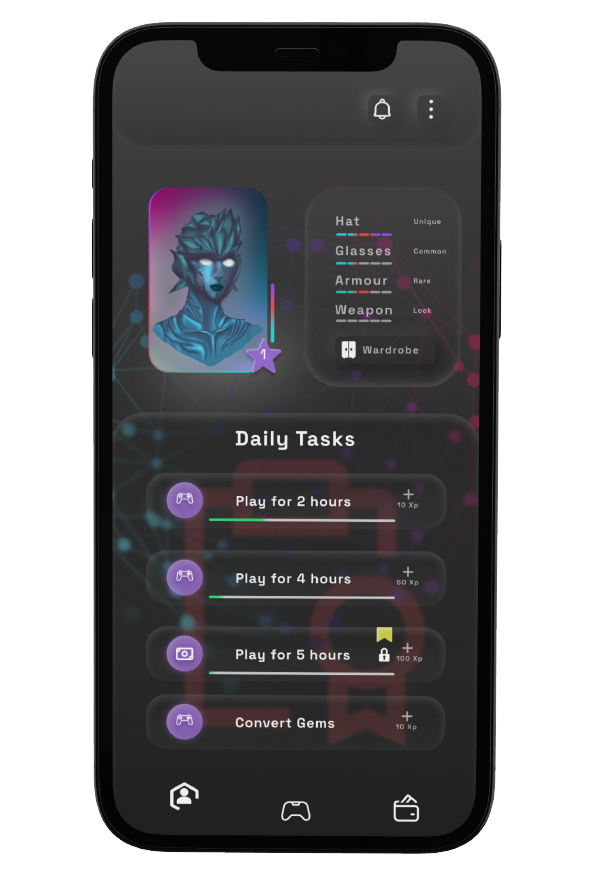 Hat Unique
Glasses Common
Armour Rare
Weapon Look
Wardrobe
1
Daily Tasks
Play for 2 hours
10 Xp
Play for 4 hours
50 Xp
Play for 5 hours
100 Xp
Convert Gems
10 Xp